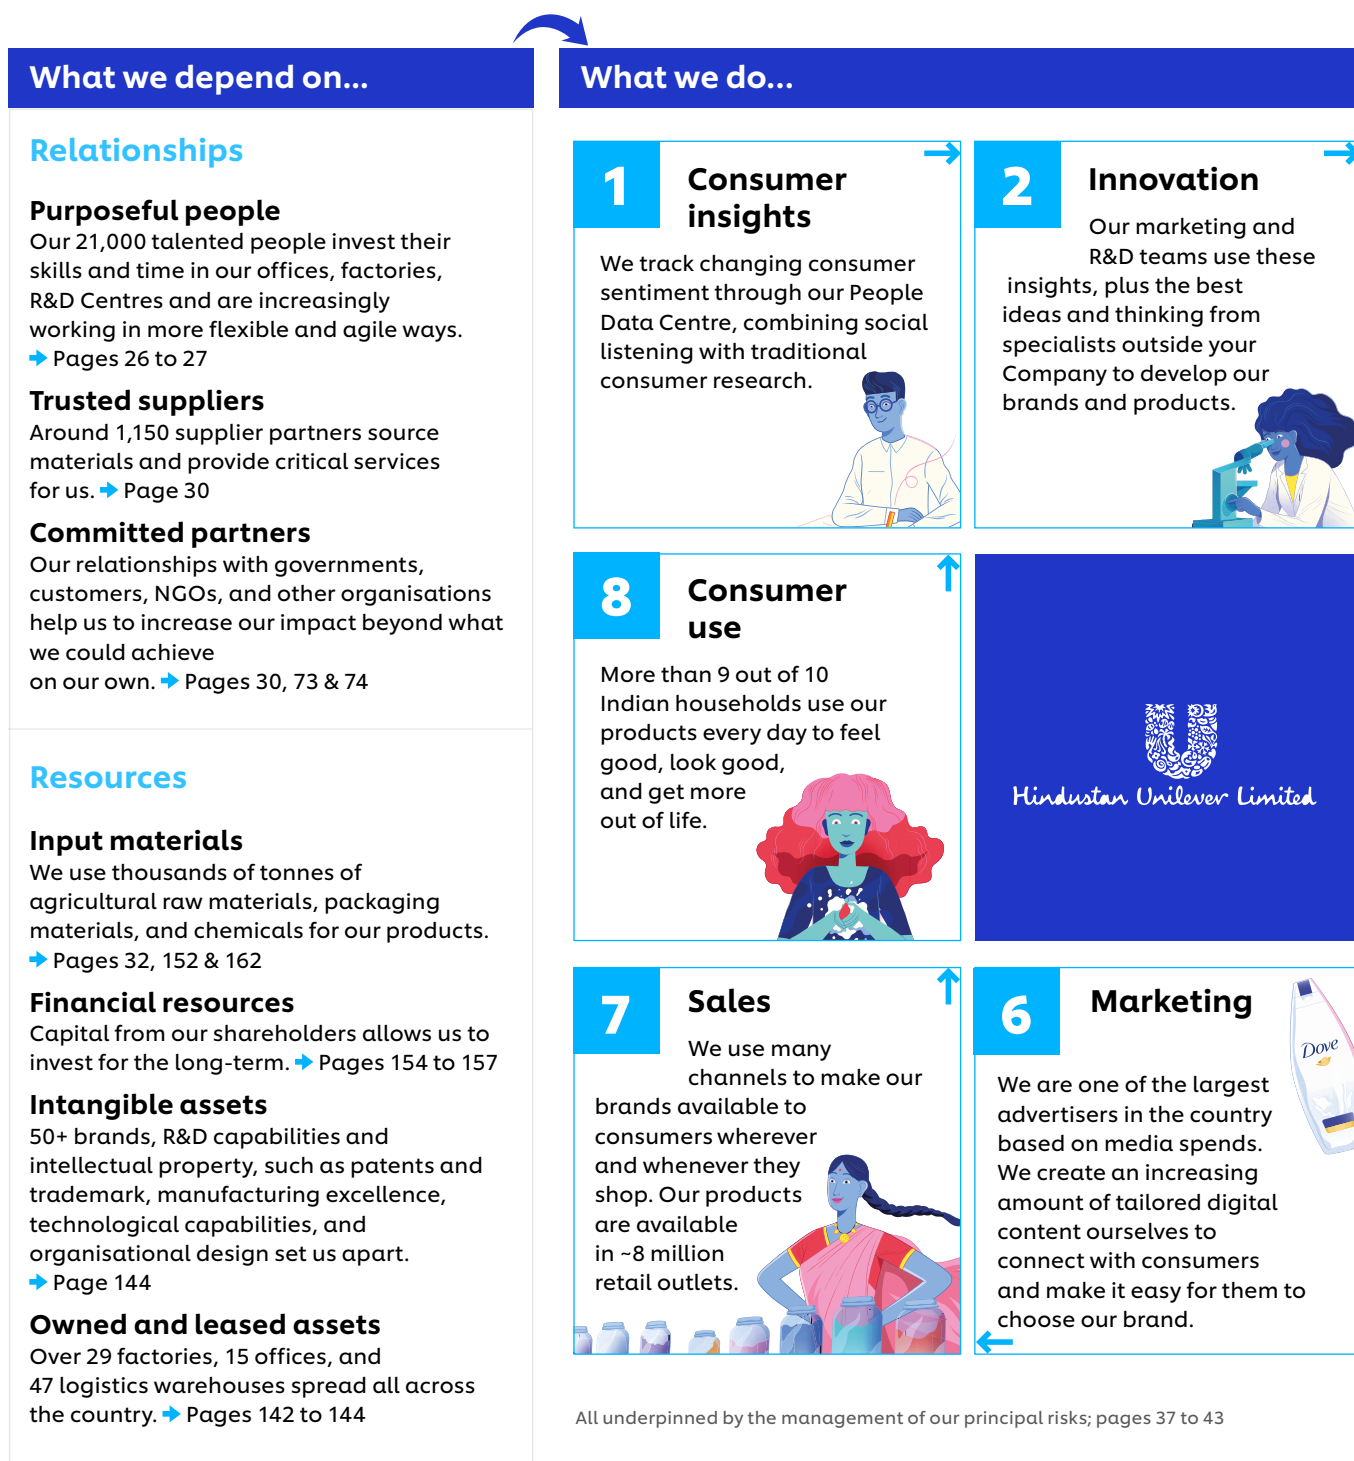 What we depend on...
Relationships
Purposeful people
Our 21,000 talented people invest their
skills and time in our offices, factories,
R&D Centres and are increasingly
working in more flexible and agile ways.
Pages 26 to 27
Trusted suppliers
Around 1,150 supplier partners source
materials and provide critical services
for us. Page 30
Committed partners
Our relationships with governments,
customers, NGOs, and other organisations
help us to increase our impact beyond what
we could achieve
on our own. Pages 30, 73 & 74
Resources
Input materials
We use thousands of tonnes of
agricultural raw materials, packaging
materials, and chemicals for our products.
Pages 32, 152 & 162
Financial resources
Capital from our shareholders allows us to
invest for the long-term. Pages 154 to 157
Intangible assets
50+ brands, R&D capabilities and
intellectual property, such as patents and
trademark, manufacturing excellence,
technological capabilities, and
organisational design set us apart.
Page 144
Owned and leased assets
Over 29 factories, 15 offices, and
47 logistics warehouses spread all across
the country. Pages 142 to 144
What we do...
1
Consumer
insights
We track changing consumer
sentiment through our People
Data Centre, combining social
listening with traditional
consumer research.
2
Innovation
Our marketing and
R&D teams use these
insights, plus the best
ideas and thinking from
specialists outside your
Company to develop our
brands and products.
8
Consumer
use
More than 9 out of 10
Indian households use our
products every day to feel
good, look good,
and get more
out of life.
Hindustan Unilever Limited
7
Sales
We use many
channels to make our
brands available to
consumers wherever
and whenever they
shop. Our products
are available
in ~8 million
retail outlets.
6
Marketing
We are one of the largest
advertisers in the country
based on media spends.
We create an increasing
amount of tailored digital
content ourselves to
connect with consumers
and make it easy for them to
choose our brand.
Dove
All underpinned by the management of our principal risks; pages 37 to 43